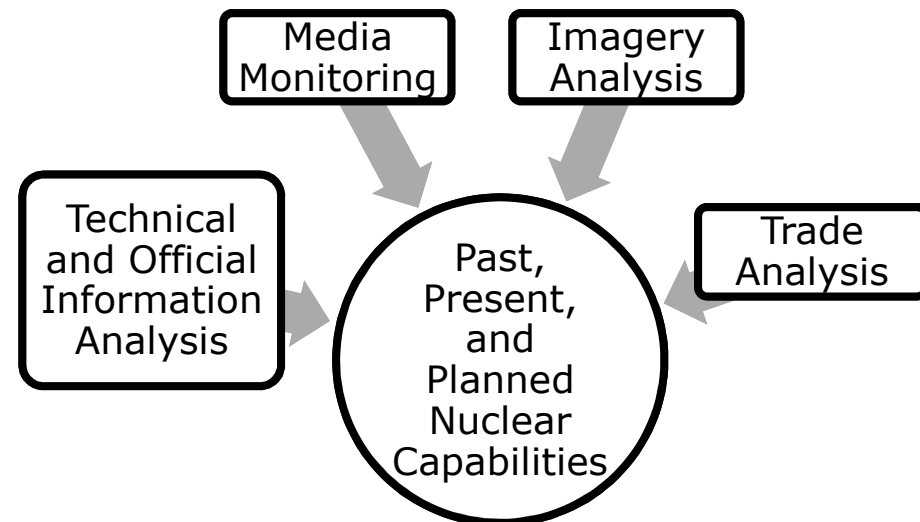 Media
Monitoring
Imagery
Analysis
Technical
and Official
Information
Analysis
Past,
Present,
and
Planned
Nuclear
Capabilities
Trade
Analysis